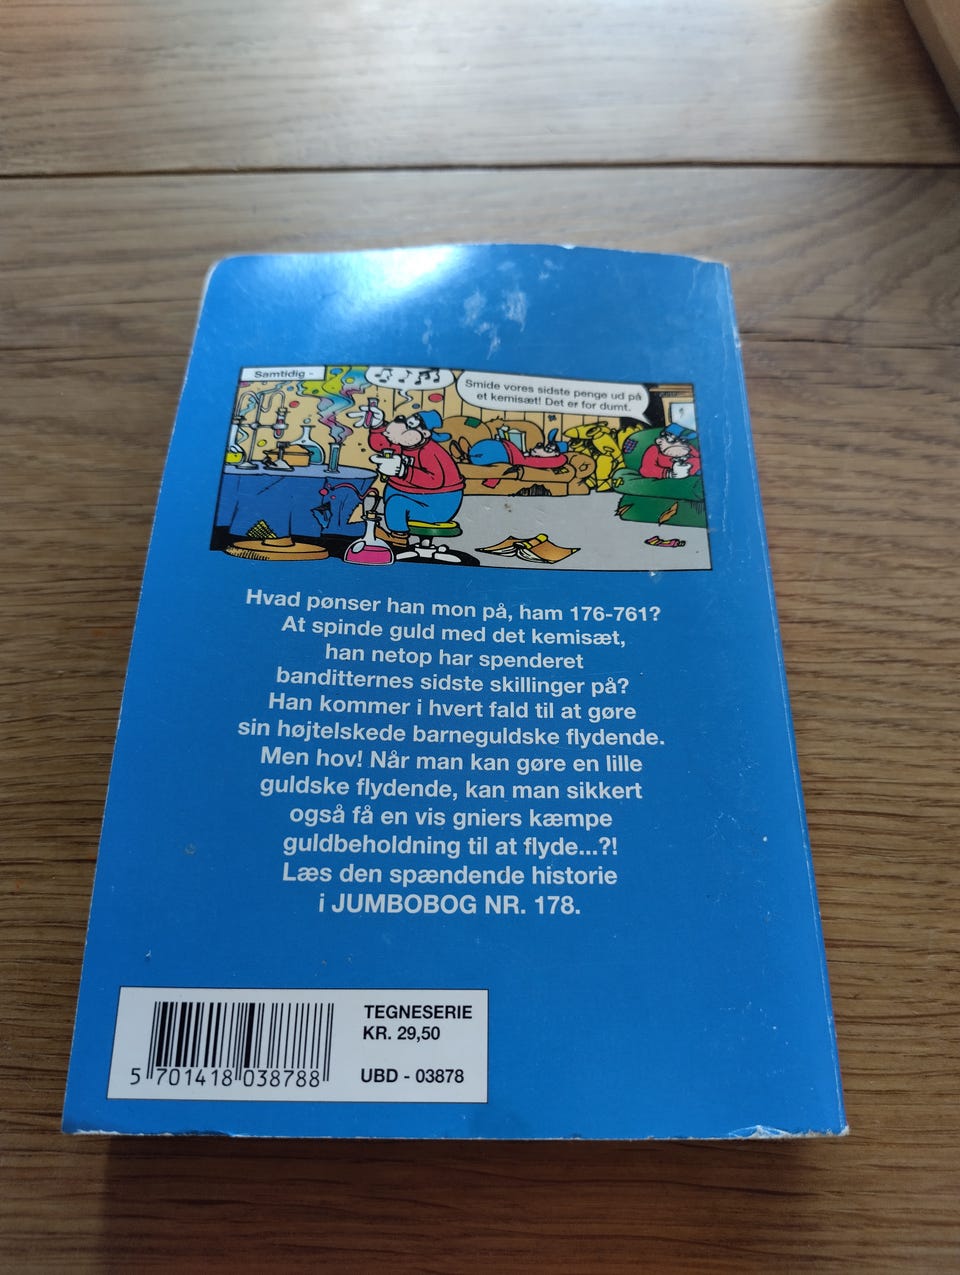 Samtidig -
Smide vores sidste penge ud på
et kemisæt! Det er for dumt.
Hvad pønser han mon på, ham 176-761?
At spinde guld med det kemisæt,
han netop har spenderet
banditternes sidste skillinger på?
Han kommer i hvert fald til at gøre
sin højtelskede barneguldske flydende.
Men hov! Når man kan gøre en lille
guldske flydende, kan man sikkert
også få en vis gniers kæmpe
guldbeholdning til at flyde...?!
Læs den spændende historie
i JUMBOBOG NR. 178.
TEGNESERIE
KR. 29,50
UBD - 03878
5 701418 038788